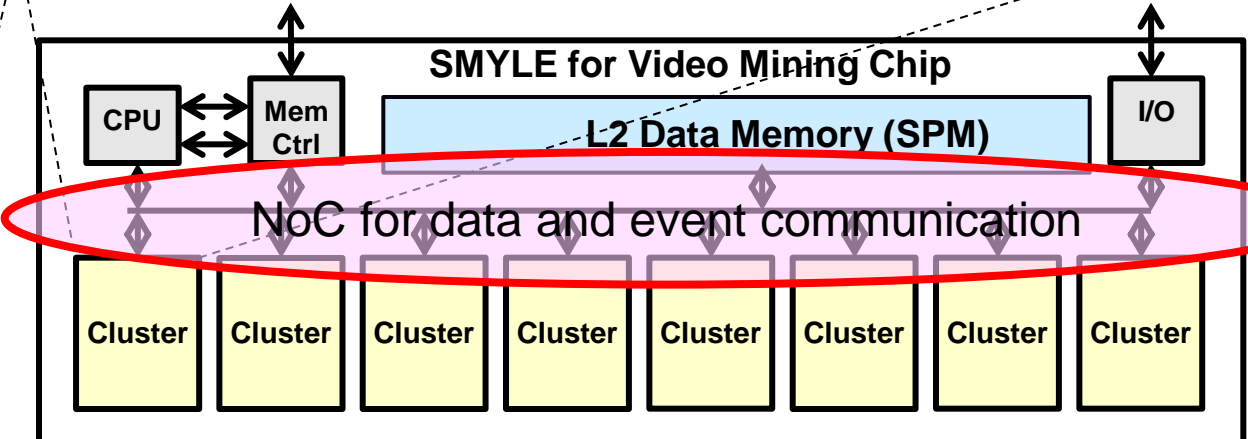 SMYLE for Video Mining Chip
CPU
Mem
Ctrl
L2 Data Memory (SPM)
I/O
NoC for data and event communication
Cluster
Cluster
Cluster
Cluster
Cluster
Cluster
Cluster
Cluster